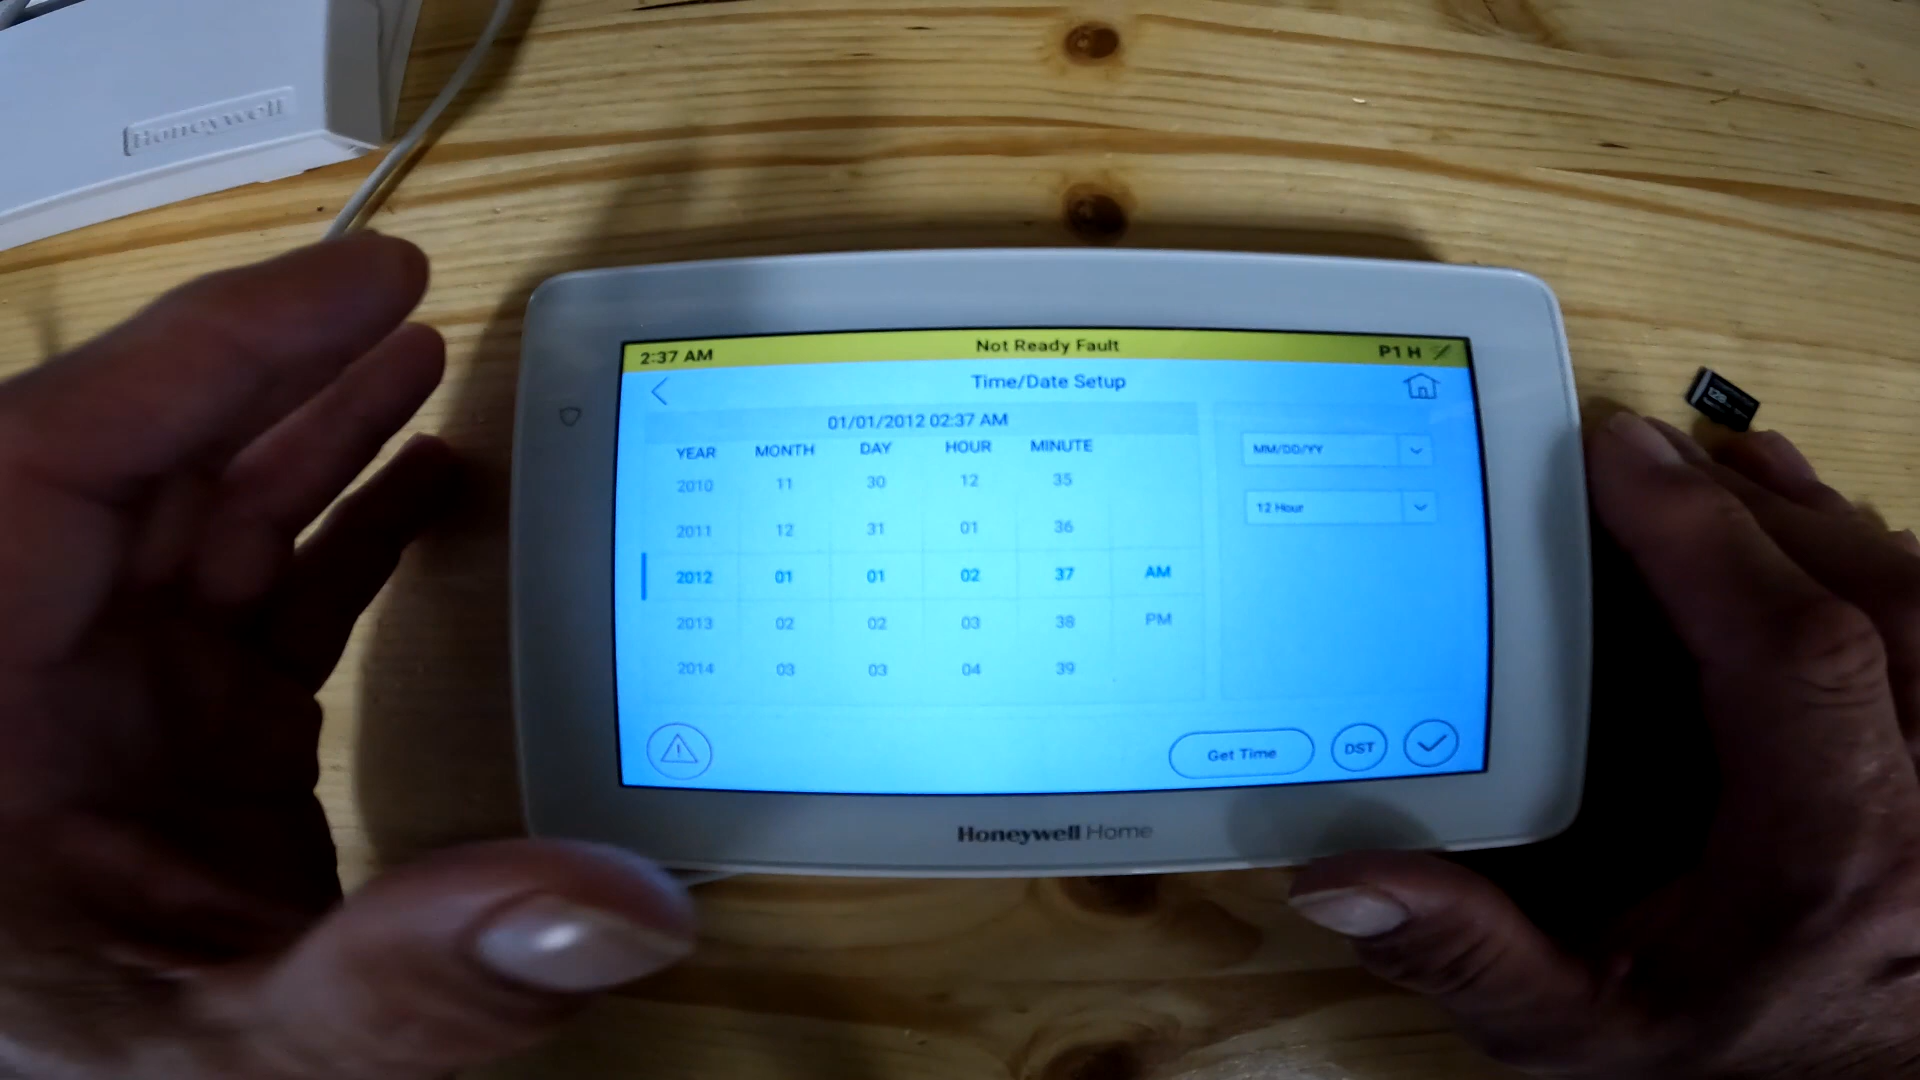 Honeywell
2:37 AM Not Ready Fault P1 H
Time/Date Setup
01/01/2012 02:37 AM
YEAR MONTH DAY HOUR MINUTE
2010 11 30 12 35
2011 12 31 01 36
2012 01 01 02 37 AM
2013 02 02 03 38 PM
2014 03 03 04 39
MM/DD/YY
12 Hour
Get Time DST
Honeywell Home
128